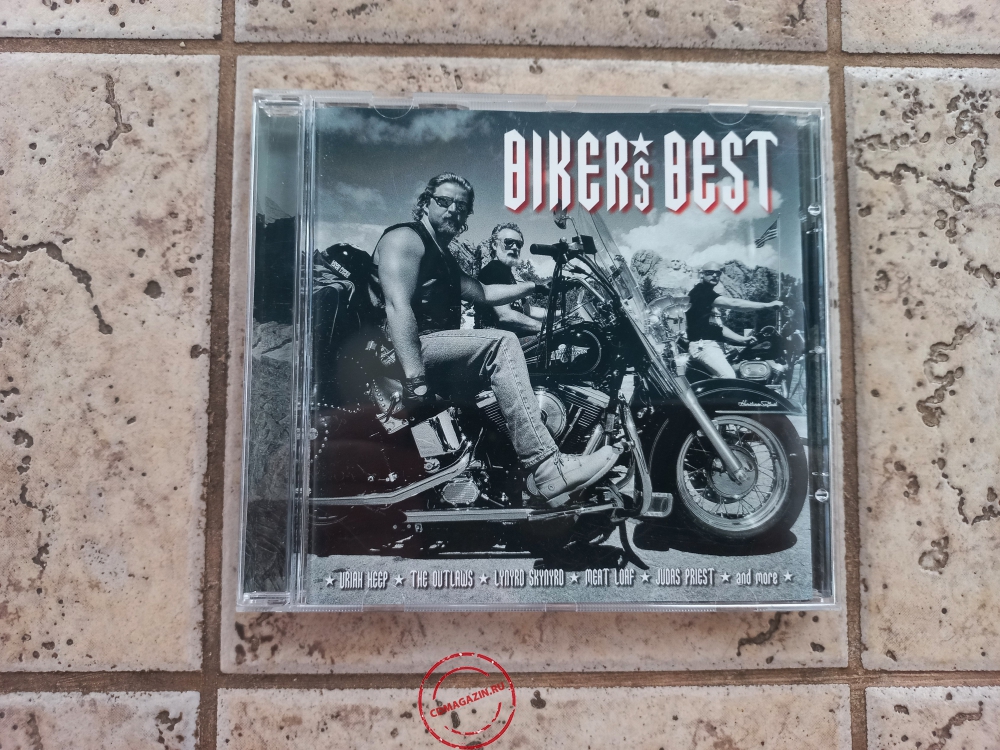 BIKER★S BEST
★ URIAH HEEP ★ THE OUTLAWS ★ LYNYRD SKYNYRD ★ MEAT LOAF ★ JUDAS PRIEST ★ and more ★
CDMAGAZIN.RU